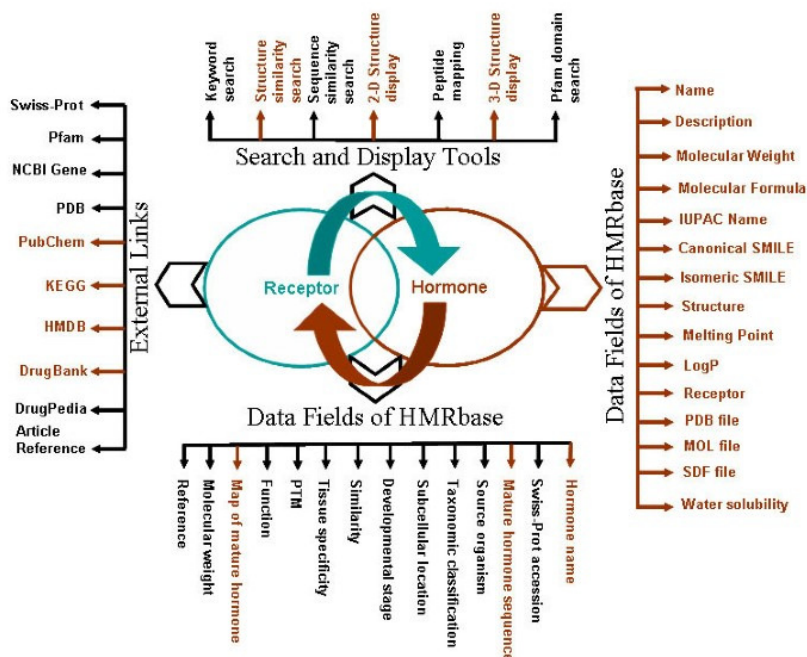 Keyword
search
Structure
similarity
search
Sequence
similarity
search
2-D Structure
display
Peptide
mapping
3-D Structure
display
Pfam domain
search
Search and Display Tools
Swiss-Prot
Pfam
NCBI Gene
PDB
PubChem
KEGG
HMDB
DrugBank
DrugPedia
Article
Reference
External Links
Receptor
Hormone
Data Fields of HMRbase
Name
Description
Molecular Weight
Molecular Formula
IUPAC Name
Canonical SMILE
Isomeric SMILE
Structure
Melting Point
LogP
Receptor
PDB file
MOL file
SDF file
Water solubility
Data Fields of HMRbase
Reference
Molecular weight
Map of mature hormone
Function
PTM
Tissue specificity
Similarity
Developmental stage
Subcellular location
Taxonomic classification
Source organism
Mature hormone sequence
Swiss-Prot accession
Hormone name